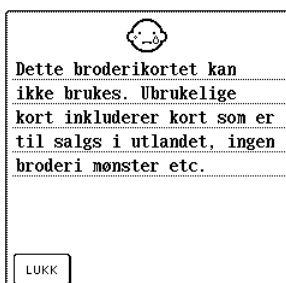 Dette broderikortet kan
ikke brukes. Ubrukelige
kort inkluderer kort som er
til salgs i utlandet, ingen
broderi mønster etc.
LUKK